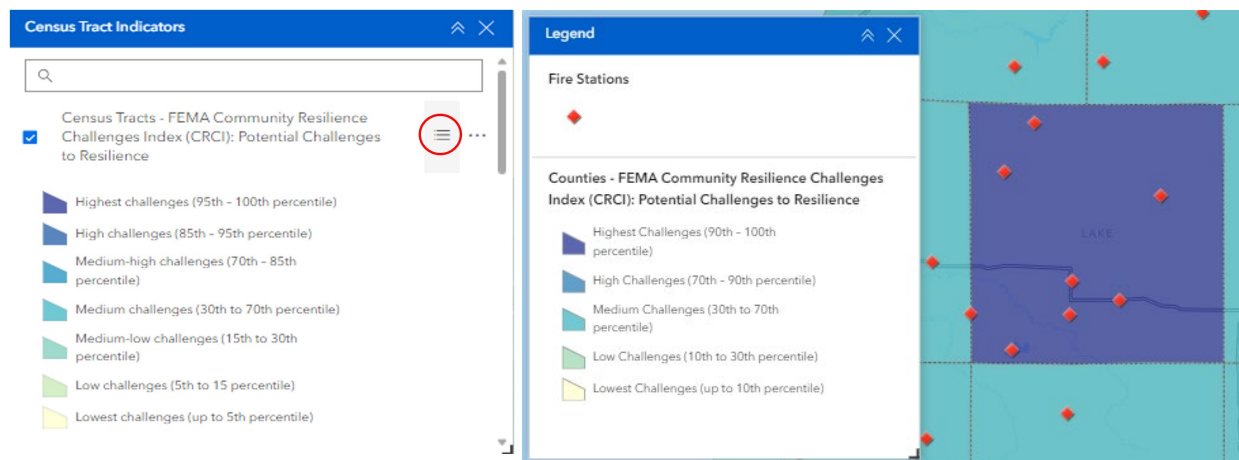 Census Tract Indicators
Census Tracts - FEMA Community Resilience
Challenges Index (CRCI): Potential Challenges
to Resilience
Highest challenges (95th - 100th percentile)
High challenges (85th - 95th percentile)
Medium-high challenges (70th - 85th
percentile)
Medium challenges (30th to 70th percentile)
Medium-low challenges (15th to 30th
percentile)
Low challenges (5th to 15 percentile)
Lowest challenges (up to 5th percentile)
Legend
Fire Stations
Counties - FEMA Community Resilience Challenges
Index (CRCI): Potential Challenges to Resilience
Highest Challenges (90th - 100th
percentile)
High Challenges (70th - 90th percentile)
Medium Challenges (30th to 70th
percentile)
Low Challenges (10th to 30th percentile)
Lowest Challenges (up to 10th percentile)
LAKE